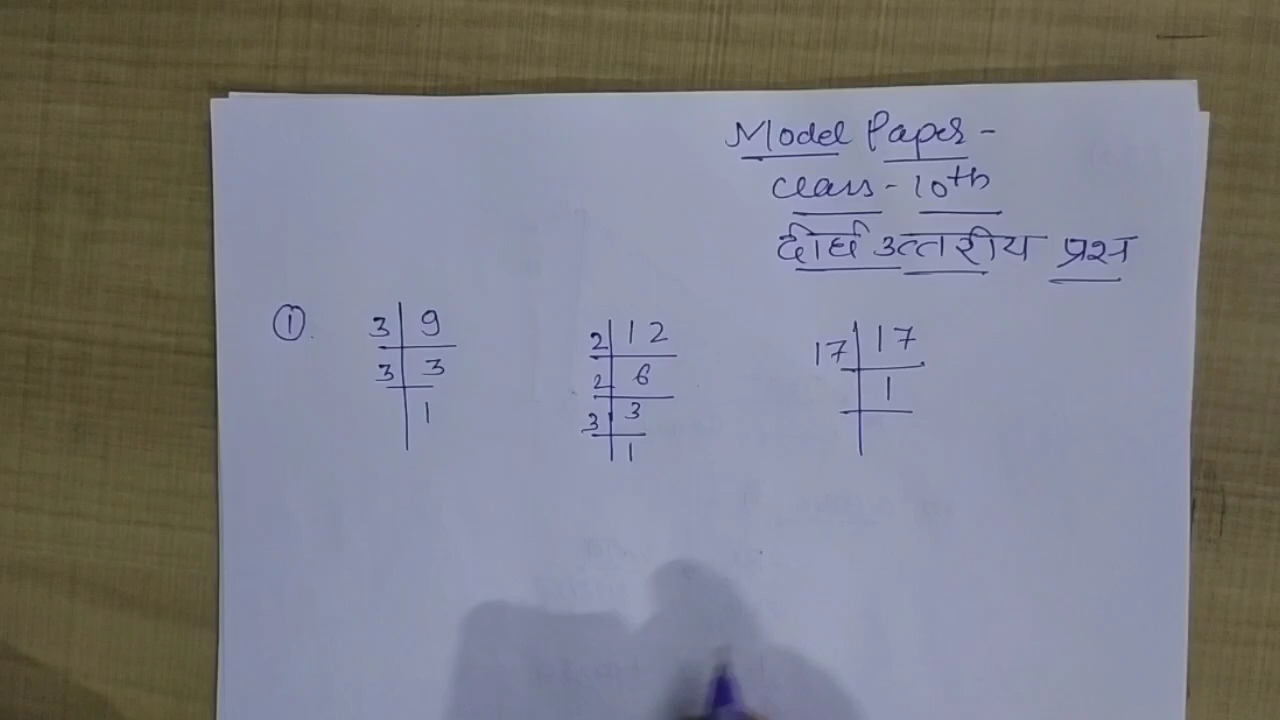 Model Paper -
Class - 10th
दीर्घ उत्तरीय प्रश्न
①. 3 | 9
3 | 3
1
2 | 12
2 | 6
3 | 3
1
17 | 17
1